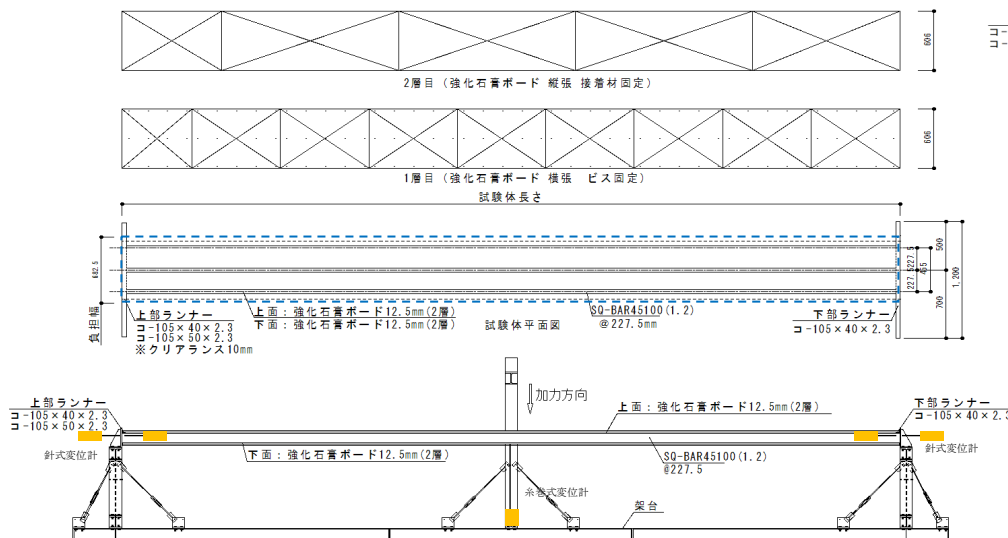 606
2層目（強化石膏ボード 縦張 接着材固定）
606
1層目（強化石膏ボード 横張　ビス固定）
試験体長さ
682.5
負担幅
上部ランナー
コ-105×40×2.3
コ-105×50×2.3
※クリアランス10mm
上面：強化石膏ボード12.5mm(2層)
下面：強化石膏ボード12.5mm(2層)
試験体平面図
SQ-BAR45100(1.2)
@227.5mm
下部ランナー
コ-105×40×2.3
227.5
227.5
455
500
700
1,200
コ-
コ-
加力方向
上部ランナー
コ-105×40×2.3
コ-105×50×2.3
上面：強化石膏ボード12.5mm(2層)
下部ランナー
コ-105×40×2.3
針式変位計
下面：強化石膏ボード12.5mm(2層)
SQ-BAR45100(1.2)
@227.5
針式変位計
糸巻式変位計
架台